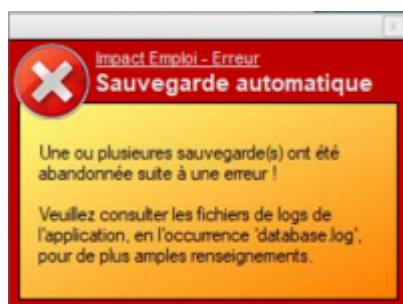 Impact Emploi - Erreur
Sauvegarde automatique
Une ou plusieures sauvegarde(s) ont été
abandonnée suite à une erreur !
Veuillez consulter les fichiers de logs de
l'application, en l'occurrence 'database.log',
pour de plus amples renseignements.